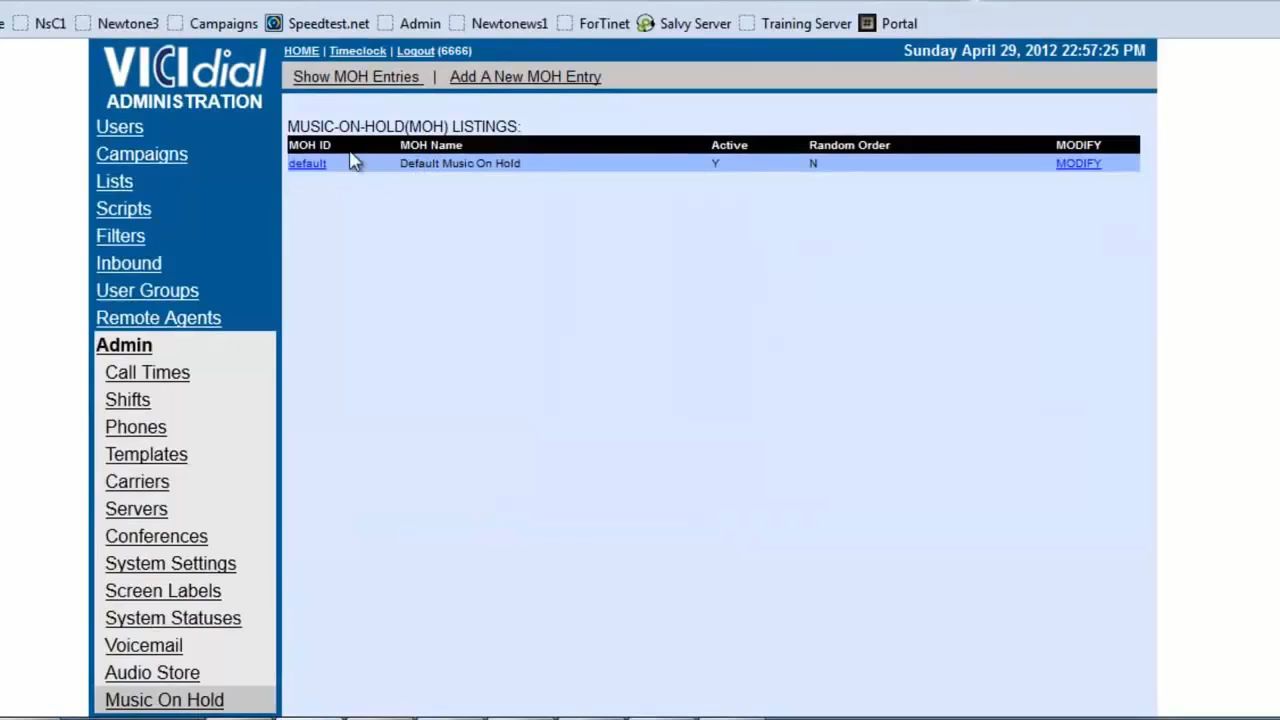 e NsC1 Newtone3 Campaigns Speedtest.net Admin Newtonews1 ForTinet Salvy Server Training Server Portal
VICIdial
ADMINISTRATION
HOME | Timeclock | Logout (6666) Sunday April 29, 2012 22:57:25 PM
Show MOH Entries | Add A New MOH Entry
MUSIC-ON-HOLD(MOH) LISTINGS:
MOH ID MOH Name Active Random Order MODIFY
default Default Music On Hold Y N MODIFY
Users
Campaigns
Lists
Scripts
Filters
Inbound
User Groups
Remote Agents
Admin
Call Times
Shifts
Phones
Templates
Carriers
Servers
Conferences
System Settings
Screen Labels
System Statuses
Voicemail
Audio Store
Music On Hold